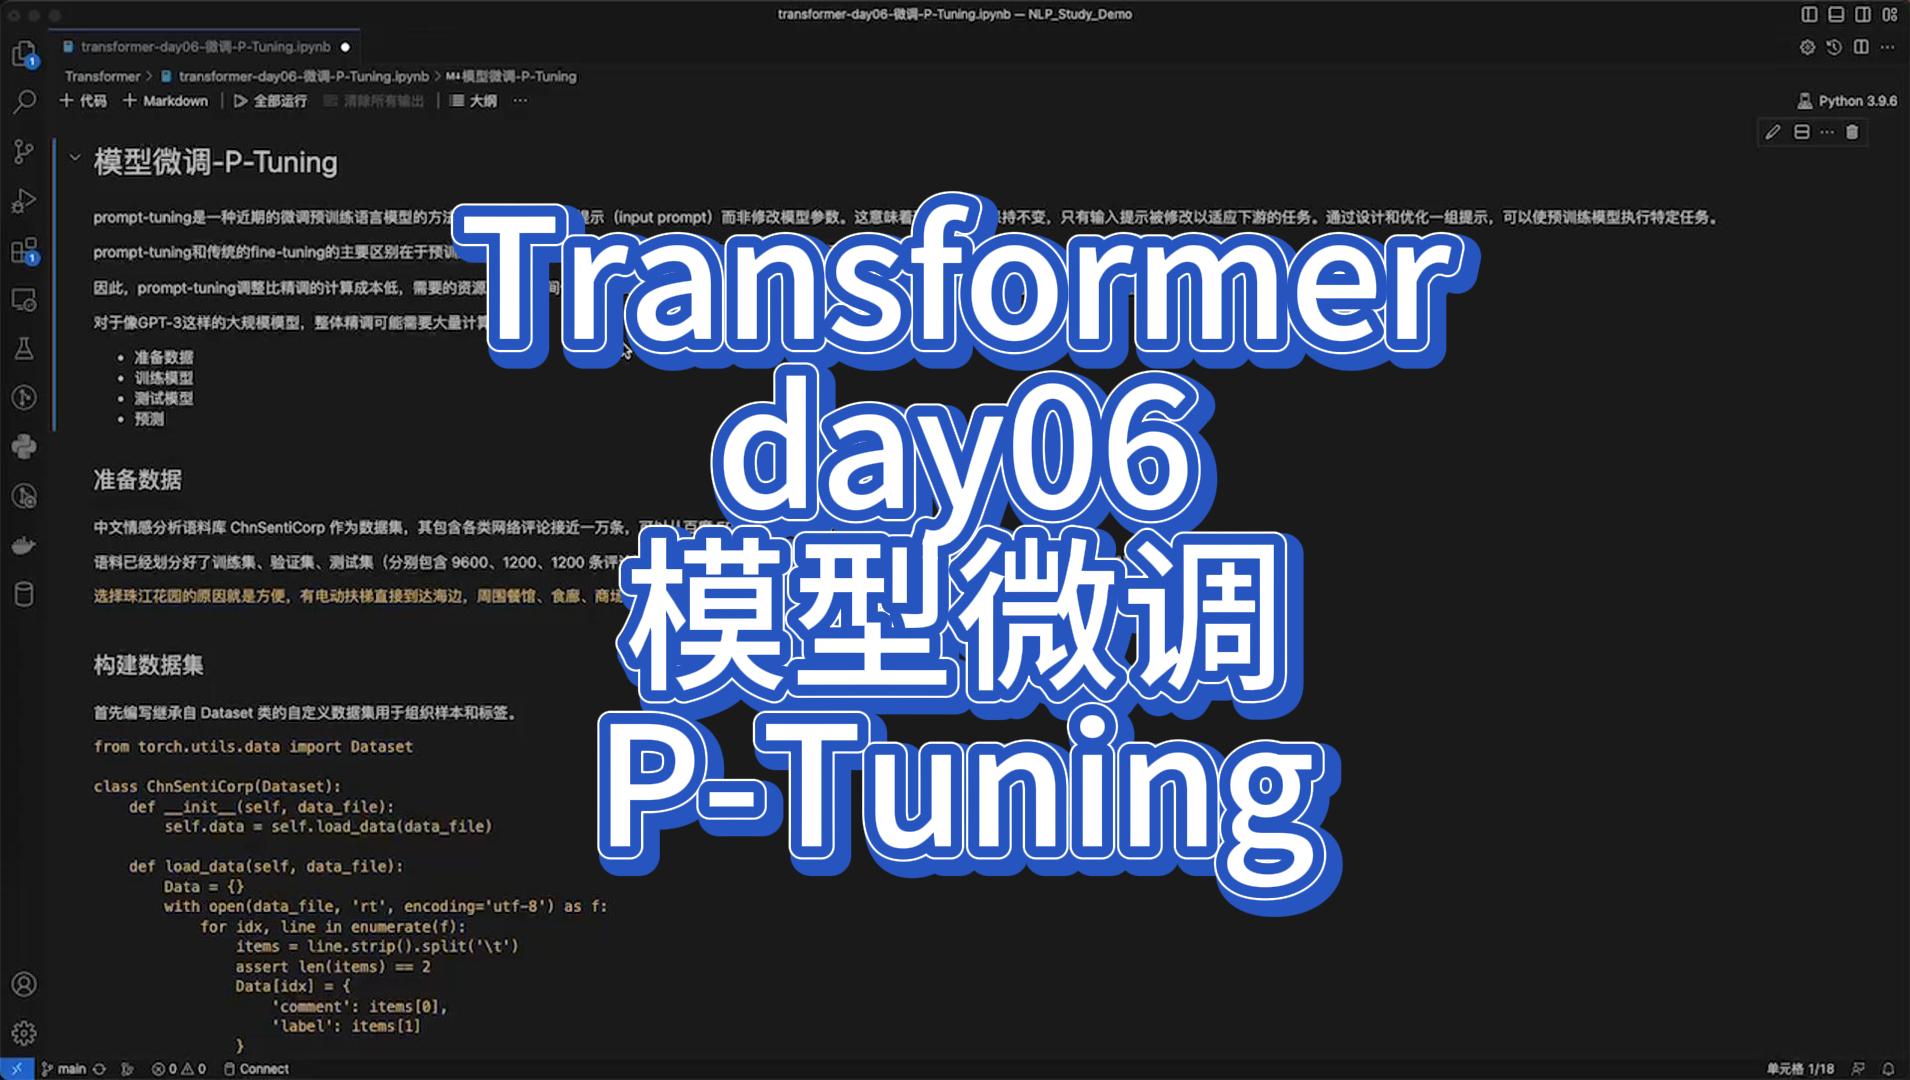 transformer-day06-微调-P-Tuning.ipynb — NLP_Study_Demo
transformer-day06-微调-P-Tuning.ipynb
Transformer > transformer-day06-微调-P-Tuning.ipynb > M↓模型微调-P-Tuning
+ 代码 + Markdown 全部运行 清除所有输出 大纲 ···
Python 3.9.6
1
1
模型微调-P-Tuning
prompt-tuning是一种近期的微调预训练语言模型的方法 提示（input prompt）而非修改模型参数。这意味着 持不变，只有输入提示被修改以适应下游的任务。通过设计和优化一组提示，可以使预训练模型执行特定任务。
prompt-tuning和传统的fine-tuning的主要区别在于预训
因此，prompt-tuning调整比精调的计算成本低，需要的资源
对于像GPT-3这样的大规模模型，整体精调可能需要大量计算
• 准备数据
• 训练模型
• 测试模型
• 预测
Transformer
day06
模型微调
P-Tuning
准备数据
中文情感分析语料库 ChnSentiCorp 作为数据集，其包含各类网络评论接近一万条，
语料已经划分好了训练集、验证集、测试集（分别包含 9600、1200、1200 条评
选择珠江花园的原因就是方便，有电动扶梯直接到达海边，周围餐馆、食廊、商场
构建数据集
首先编写继承自 Dataset 类的自定义数据集用于组织样本和标签。
from torch.utils.data import Dataset
class ChnSentiCorp(Dataset):
def __init__(self, data_file):
self.data = self.load_data(data_file)
def load_data(self, data_file):
Data = {}
with open(data_file, 'rt', encoding='utf-8') as f:
for idx, line in enumerate(f):
items = line.strip().split('\t')
assert len(items) == 2
Data[idx] = {
'comment': items[0],
'label': items[1]
}
main 0 0 Connect
单元格 1/18